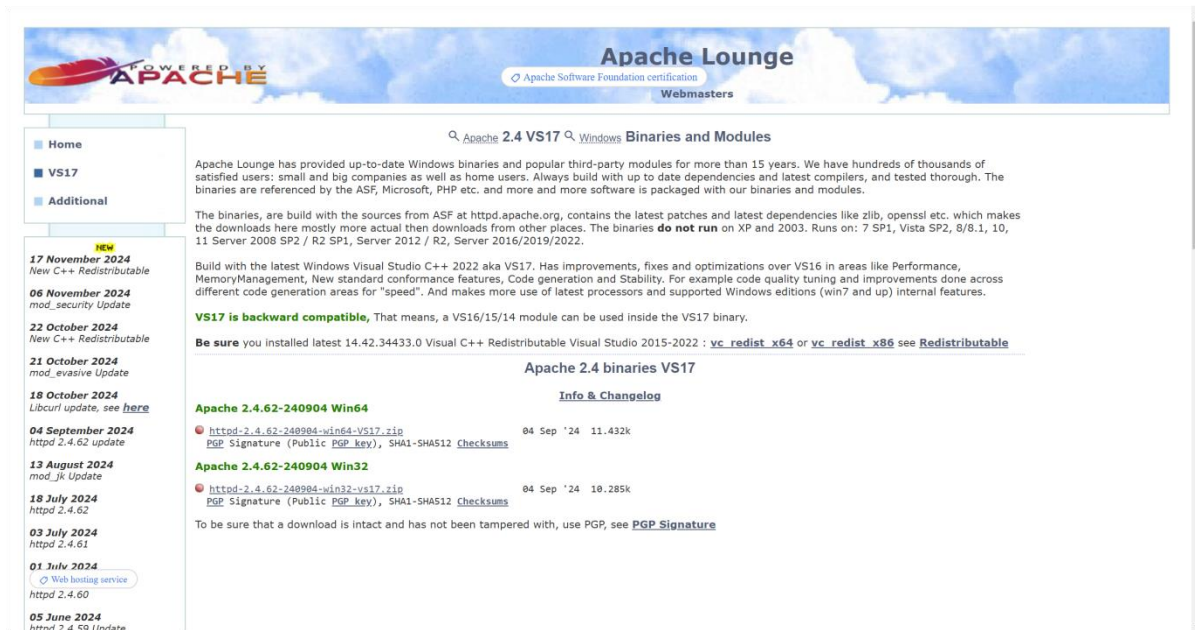 POWERED BY
APACHE
Apache Lounge
Apache Software Foundation certification
Webmasters
Home
VS17
Additional
NEW
17 November 2024
New C++ Redistributable
06 November 2024
mod_security Update
22 October 2024
New C++ Redistributable
21 October 2024
mod_evasive Update
18 October 2024
Libcurl update, see here
04 September 2024
httpd 2.4.62 update
13 August 2024
mod_jk Update
18 July 2024
httpd 2.4.62
03 July 2024
httpd 2.4.61
01 July 2024
Web hosting service
httpd 2.4.60
05 June 2024
httpd 2.4.59 Update
Apache 2.4 VS17 Windows Binaries and Modules
Apache Lounge has provided up-to-date Windows binaries and popular third-party modules for more than 15 years. We have hundreds of thousands of
satisfied users: small and big companies as well as home users. Always build with up to date dependencies and latest compilers, and tested thorough. The
binaries are referenced by the ASF, Microsoft, PHP etc. and more and more software is packaged with our binaries and modules.
The binaries, are build with the sources from ASF at httpd.apache.org, contains the latest patches and latest dependencies like zlib, openssl etc. which makes
the downloads here mostly more actual then downloads from other places. The binaries do not run on XP and 2003. Runs on: 7 SP1, Vista SP2, 8/8.1, 10,
11 Server 2008 SP2 / R2 SP1, Server 2012 / R2, Server 2016/2019/2022.
Build with the latest Windows Visual Studio C++ 2022 aka VS17. Has improvements, fixes and optimizations over VS16 in areas like Performance,
MemoryManagement, New standard conformance features, Code generation and Stability. For example code quality tuning and improvements done across
different code generation areas for "speed". And makes more use of latest processors and supported Windows editions (win7 and up) internal features.
VS17 is backward compatible, That means, a VS16/15/14 module can be used inside the VS17 binary.
Be sure you installed latest 14.42.34433.0 Visual C++ Redistributable Visual Studio 2015-2022 : vc_redist_x64 or vc_redist_x86 see Redistributable
Apache 2.4 binaries VS17
Info & Changelog
Apache 2.4.62-240904 Win64
httpd-2.4.62-240904-win64-VS17.zip 04 Sep '24 11.432k
PGP Signature (Public PGP key), SHA1-SHA512 Checksums
Apache 2.4.62-240904 Win32
httpd-2.4.62-240904-win32-vs17.zip 04 Sep '24 10.285k
PGP Signature (Public PGP key), SHA1-SHA512 Checksums
To be sure that a download is intact and has not been tampered with, use PGP, see PGP Signature